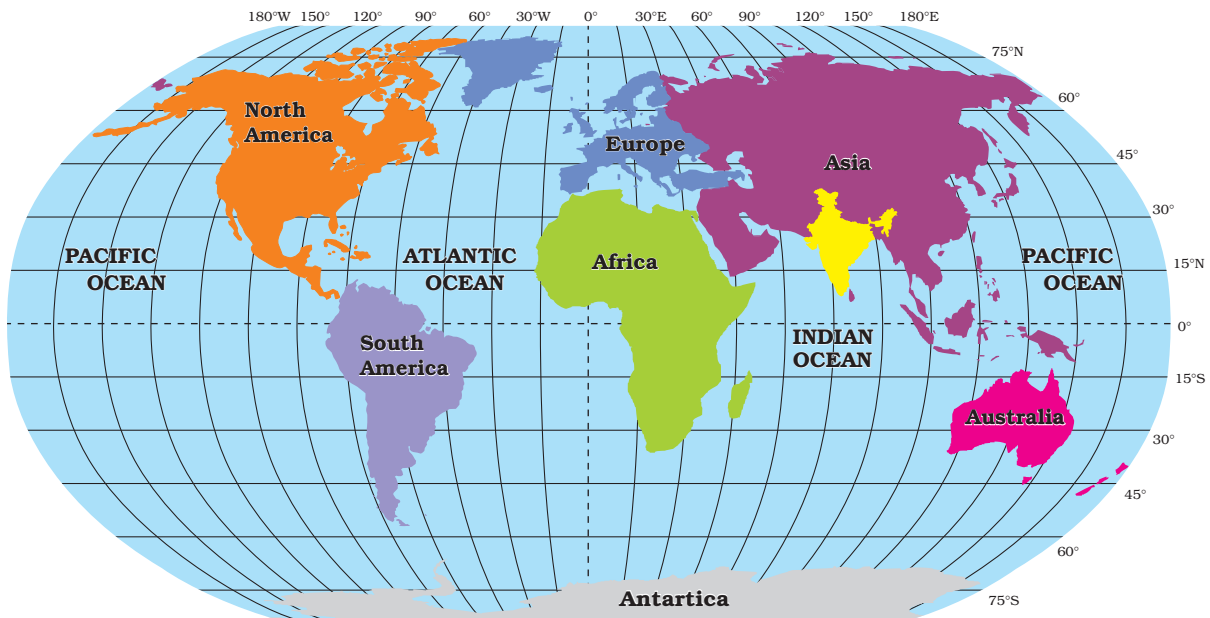 180°W 150° 120° 90° 60° 30W 0° 30°E 60° 90° 120° 150° 180°E
75°N
60°
45°
30°
15°N
0°
15°S
30°
45°
60°
75°S
North
America
Europe
Asia
PACIFIC
OCEAN
ATLANTIC
OCEAN
Africa
PACIFIC
OCEAN
South
America
INDIAN
OCEAN
Australia
Antartica